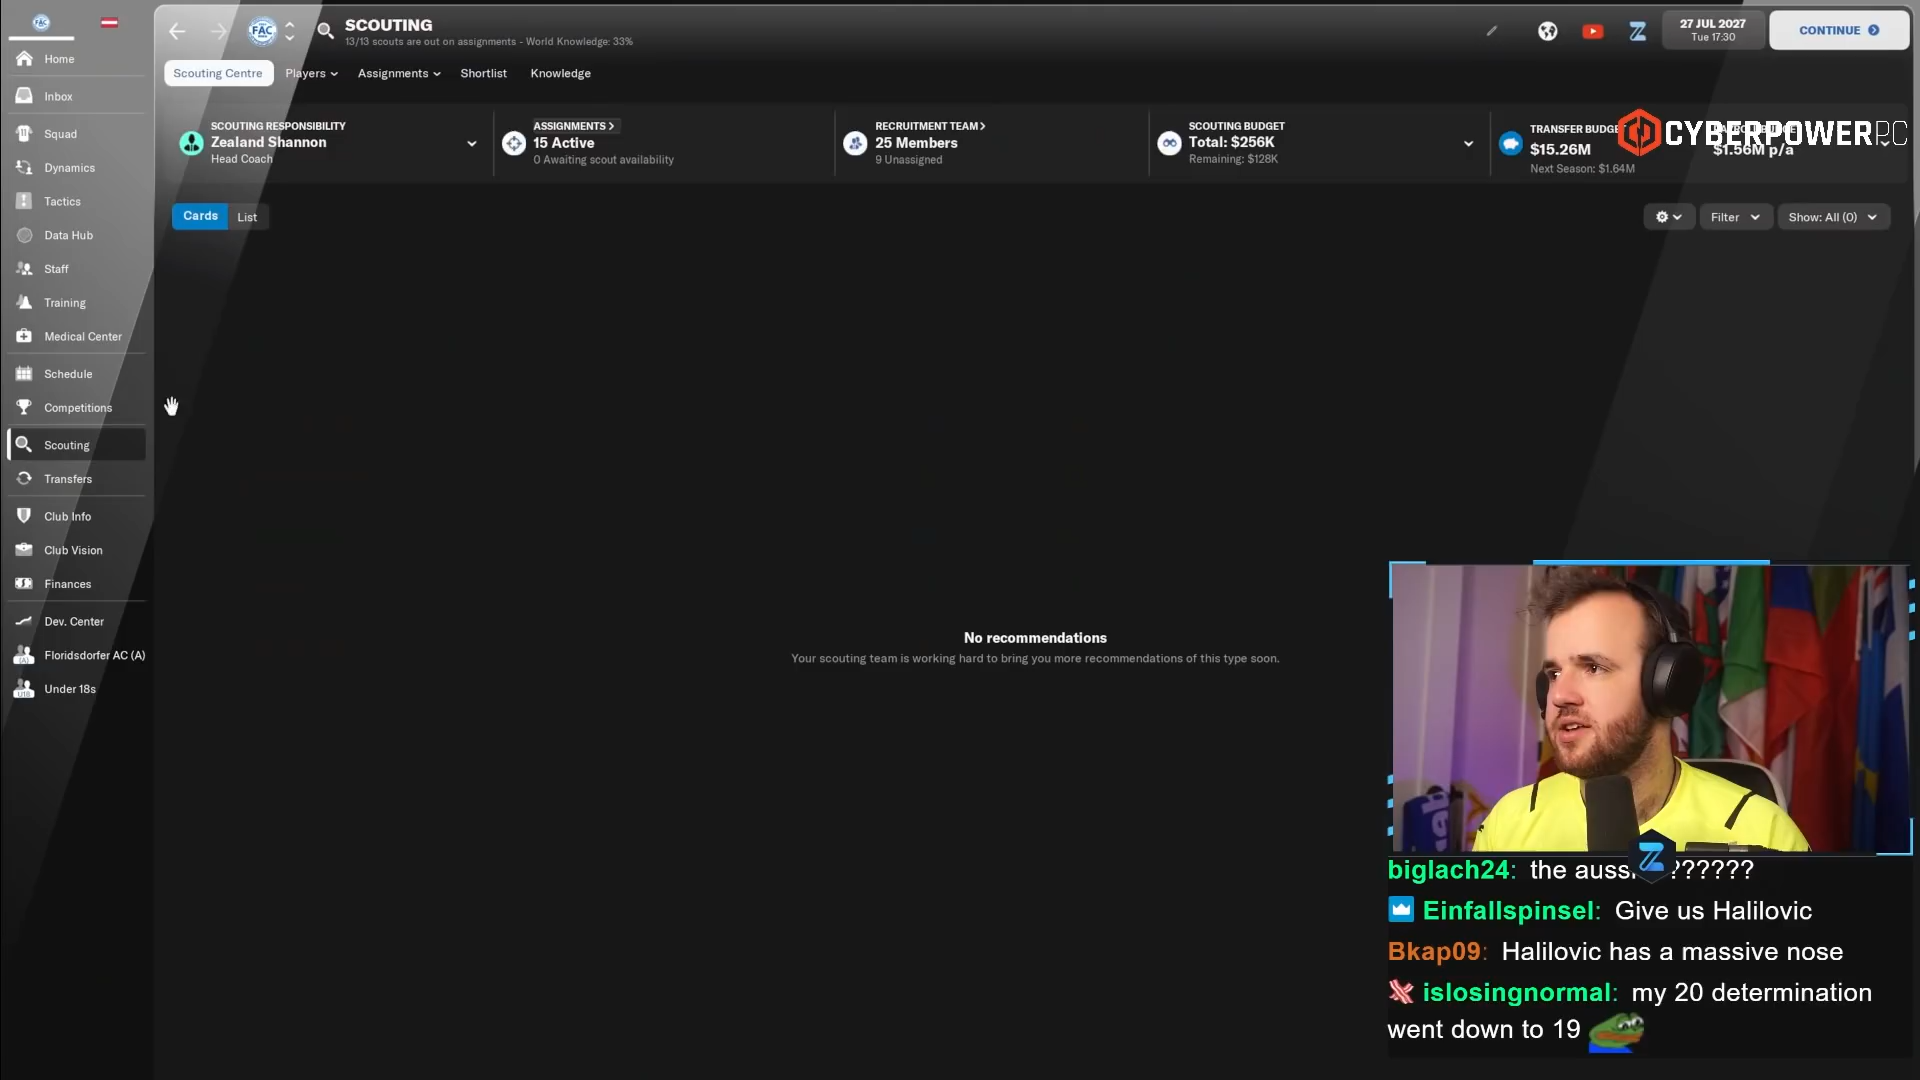 FAC
SCOUTING
13/13 scouts are out on assignments - World Knowledge: 33%
27 JUL 2027
Tue 17:30
CONTINUE
Scouting Centre
Players
Assignments
Shortlist
Knowledge
Home
Inbox
Squad
Dynamics
Tactics
Data Hub
Staff
Training
Medical Center
Schedule
Competitions
Scouting
Transfers
Club Info
Club Vision
Finances
Dev. Center
Floridsdorfer AC (A)
Under 18s
SCOUTING RESPONSIBILITY
Zealand Shannon
Head Coach
ASSIGNMENTS >
15 Active
0 Awaiting scout availability
RECRUITMENT TEAM >
25 Members
9 Unassigned
SCOUTING BUDGET
Total: $256K
Remaining: $128K
TRANSFER BUDGE
$15.26M
Next Season: $1.64M
$1.56M p/a
CYBERPOWERPC
Cards
List
Filter
Show: All (0)
No recommendations
Your scouting team is working hard to bring you more recommendations of this type soon.
biglach24: the auss ??????
Einfallspinsel: Give us Halilovic
Bkap09: Halilovic has a massive nose
islosingnormal: my 20 determination
went down to 19